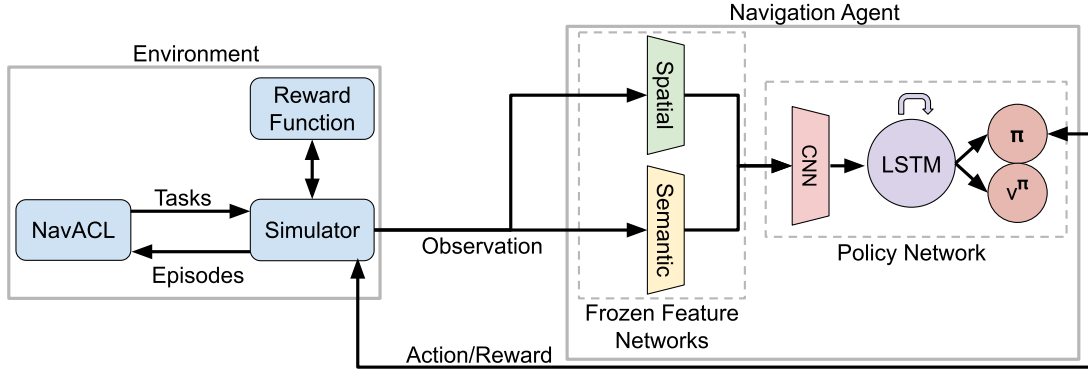 Navigation Agent
Environment
Reward
Function
NavACL
Tasks
Episodes
Simulator
Observation
Action/Reward
Spatial
Semantic
Frozen Feature
Networks
CNN
LSTM
π
v^π
Policy Network